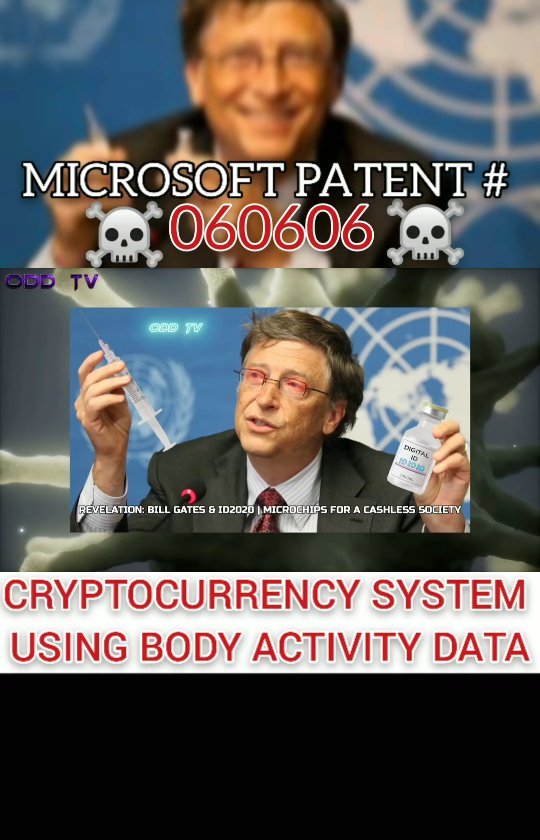 MICROSOFT PATENT #
060606
ODD TV
ODD TV
DIGITAL
ID
ID2020
REVELATION: BILL GATES & ID2020 | MICROCHIPS FOR A CASHLESS SOCIETY
CRYPTOCURRENCY SYSTEM
USING BODY ACTIVITY DATA